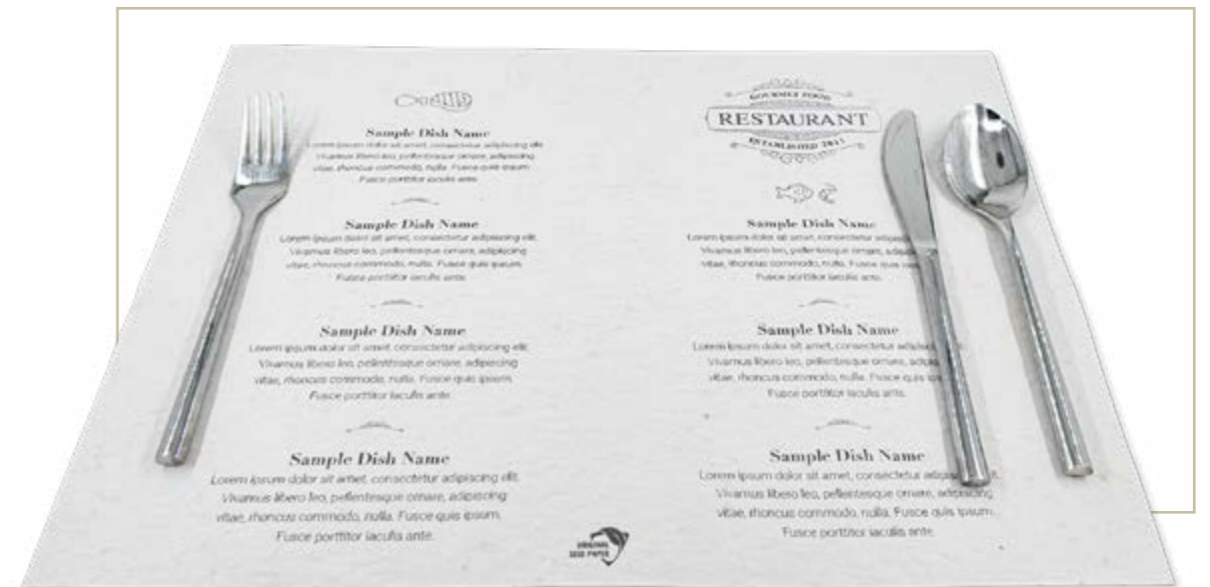 Sample Dish Name
Lorem ipsum dolor sit amet, consectetur adipiscing elit.
Vivamus libero leo, pellentesque ornare, adipiscing
vitae, rhoncus commodo, nulla. Fusce quis ipsum.
Fusce porttitor iaculis ante.
Sample Dish Name
Lorem ipsum dolor sit amet, consectetur adipiscing elit.
Vivamus libero leo, pellentesque ornare, adipiscing
vitae, rhoncus commodo, nulla. Fusce quis ipsum.
Fusce porttitor iaculis ante.
Sample Dish Name
Lorem ipsum dolor sit amet, consectetur adipiscing elit.
Vivamus libero leo, pellentesque ornare, adipiscing
vitae, rhoncus commodo, nulla. Fusce quis ipsum.
Fusce porttitor iaculis ante.
Sample Dish Name
Lorem ipsum dolor sit amet, consectetur adipiscing elit.
Vivamus libero leo, pellentesque ornare, adipiscing
vitae, rhoncus commodo, nulla. Fusce quis ipsum.
Fusce porttitor iaculis ante.
GOURMET FOOD
RESTAURANT
ESTABLISHED
Sample Dish Name
Lorem ipsum dolor sit amet, consectetur
Vivamus libero leo, pellentesque ornare,
vitae, rhoncus commodo, nulla. Fusce quis
Fusce porttitor iaculis ante.
Sample Dish Name
Lorem ipsum dolor sit amet, consectetur
Vivamus libero leo, pellentesque ornare,
vitae, rhoncus commodo, nulla. Fusce quis
Fusce porttitor iaculis ante.
Sample Dish Name
Lorem ipsum dolor sit amet, consectetur
Vivamus libero leo, pellentesque ornare, adipiscing
vitae, rhoncus commodo, nulla. Fusce quis ipsum.
Fusce porttitor iaculis ante.
ORIGINAL
SEED PAPER